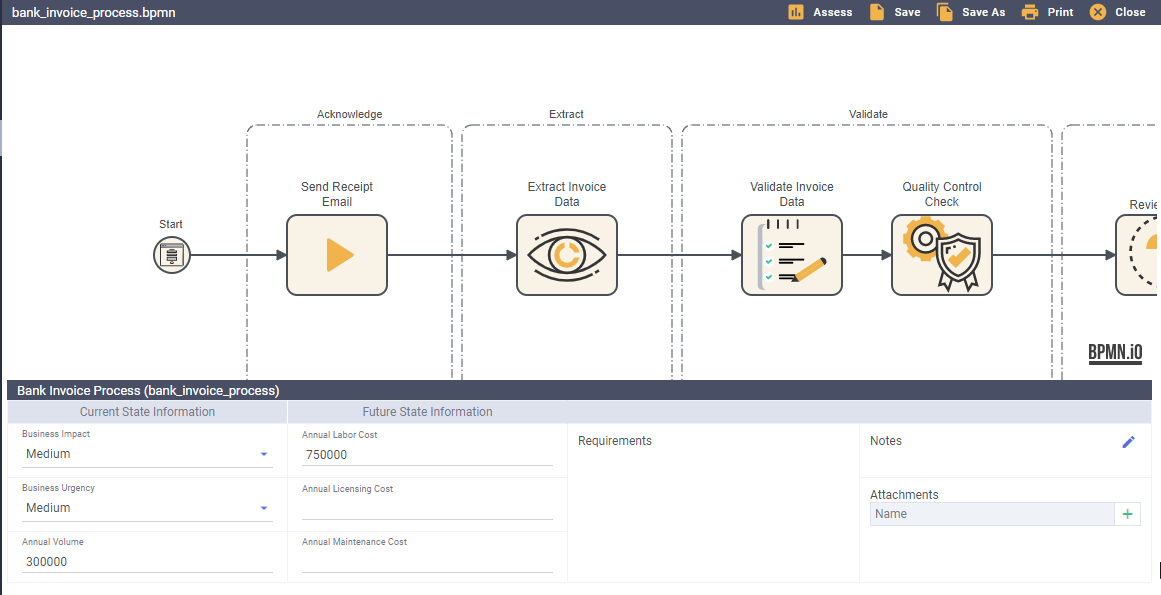 bank_invoice_process.bpmn
Assess
Save
Save As
Print
Close
Acknowledge
Extract
Validate
Send Receipt
Email
Extract Invoice
Data
Validate Invoice
Data
Quality Control
Check
Start
Revie
BPMN.iO
Bank Invoice Process (bank_invoice_process)
Current State Information
Future State Information
Business Impact
Medium
Business Urgency
Medium
Annual Volume
300000
Annual Labor Cost
750000
Annual Licensing Cost
Annual Maintenance Cost
Requirements
Notes
Attachments
Name